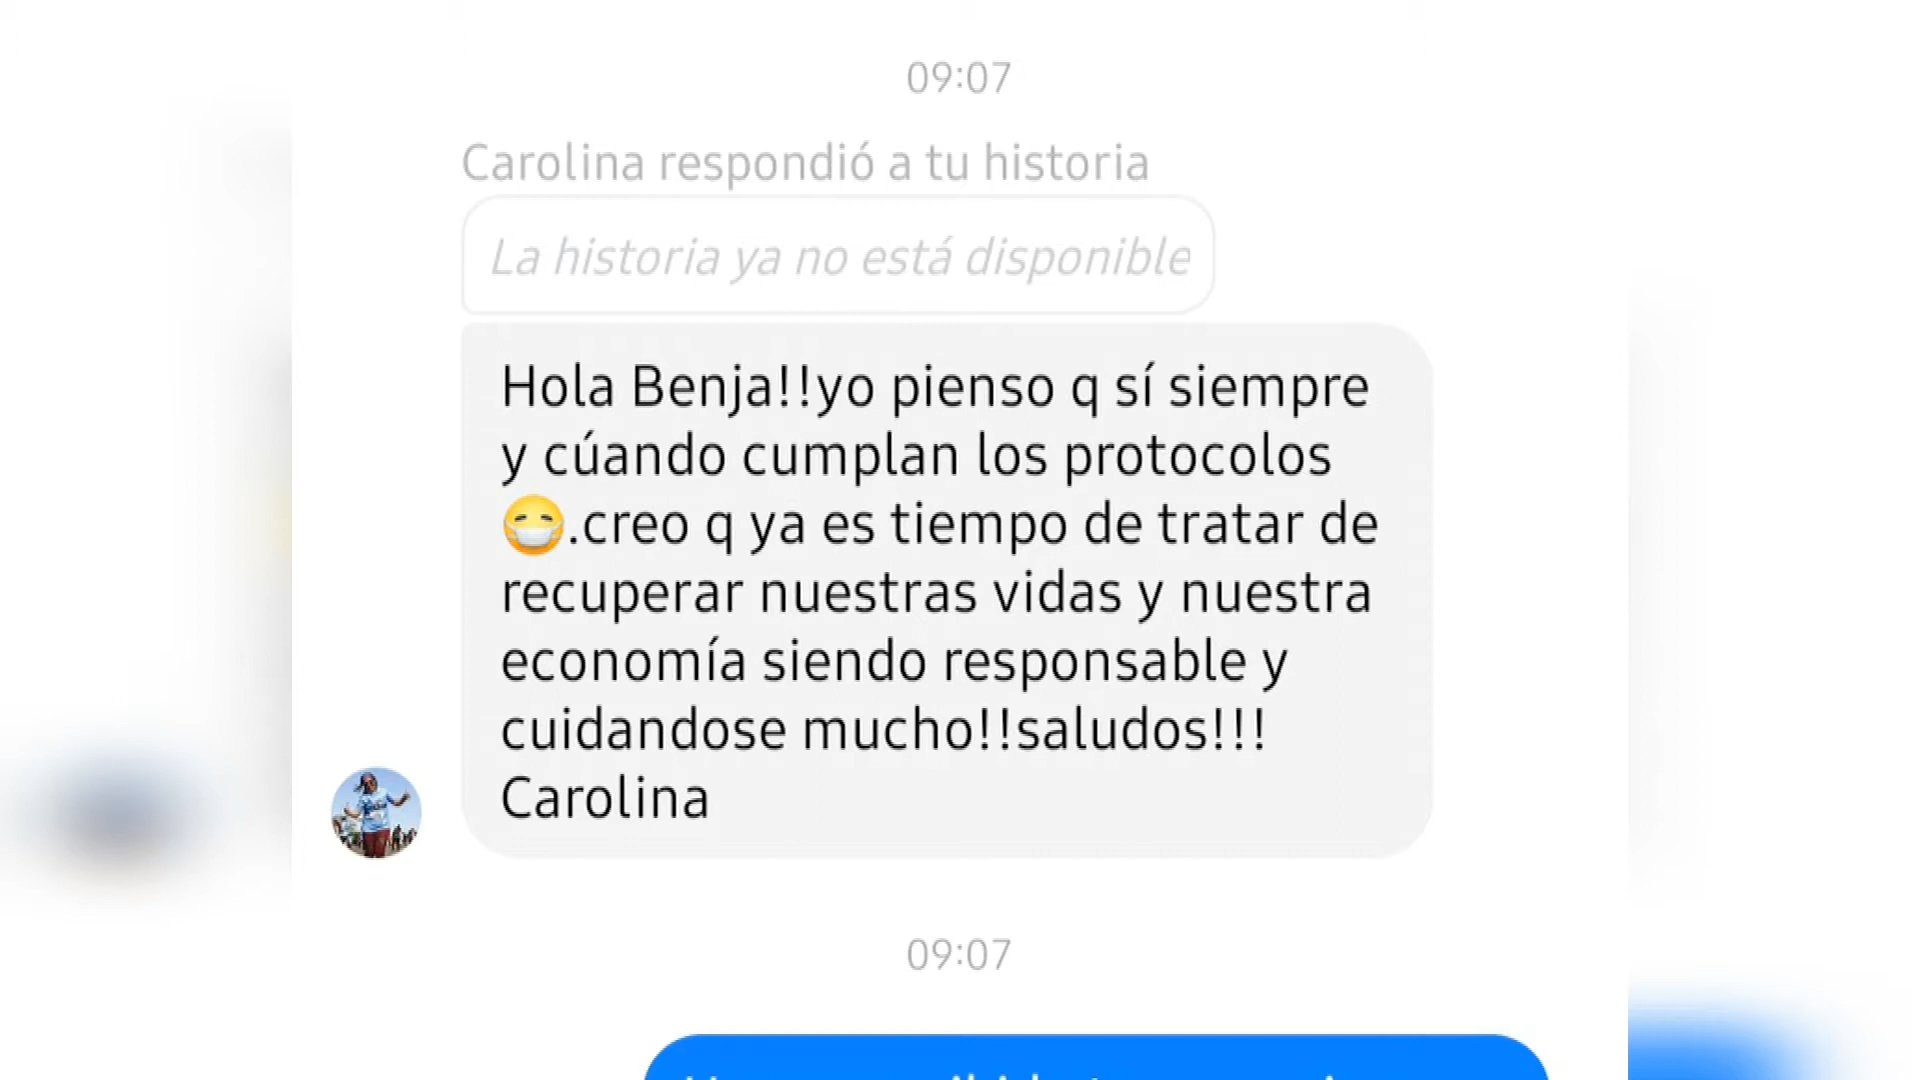 09:07
Carolina respondió a tu historia
La historia ya no está disponible
Hola Benja!!yo pienso q sí siempre
y cúando cumplan los protocolos
😷.creo q ya es tiempo de tratar de
recuperar nuestras vidas y nuestra
economía siendo responsable y
cuidandose mucho!!saludos!!!
Carolina
09:07